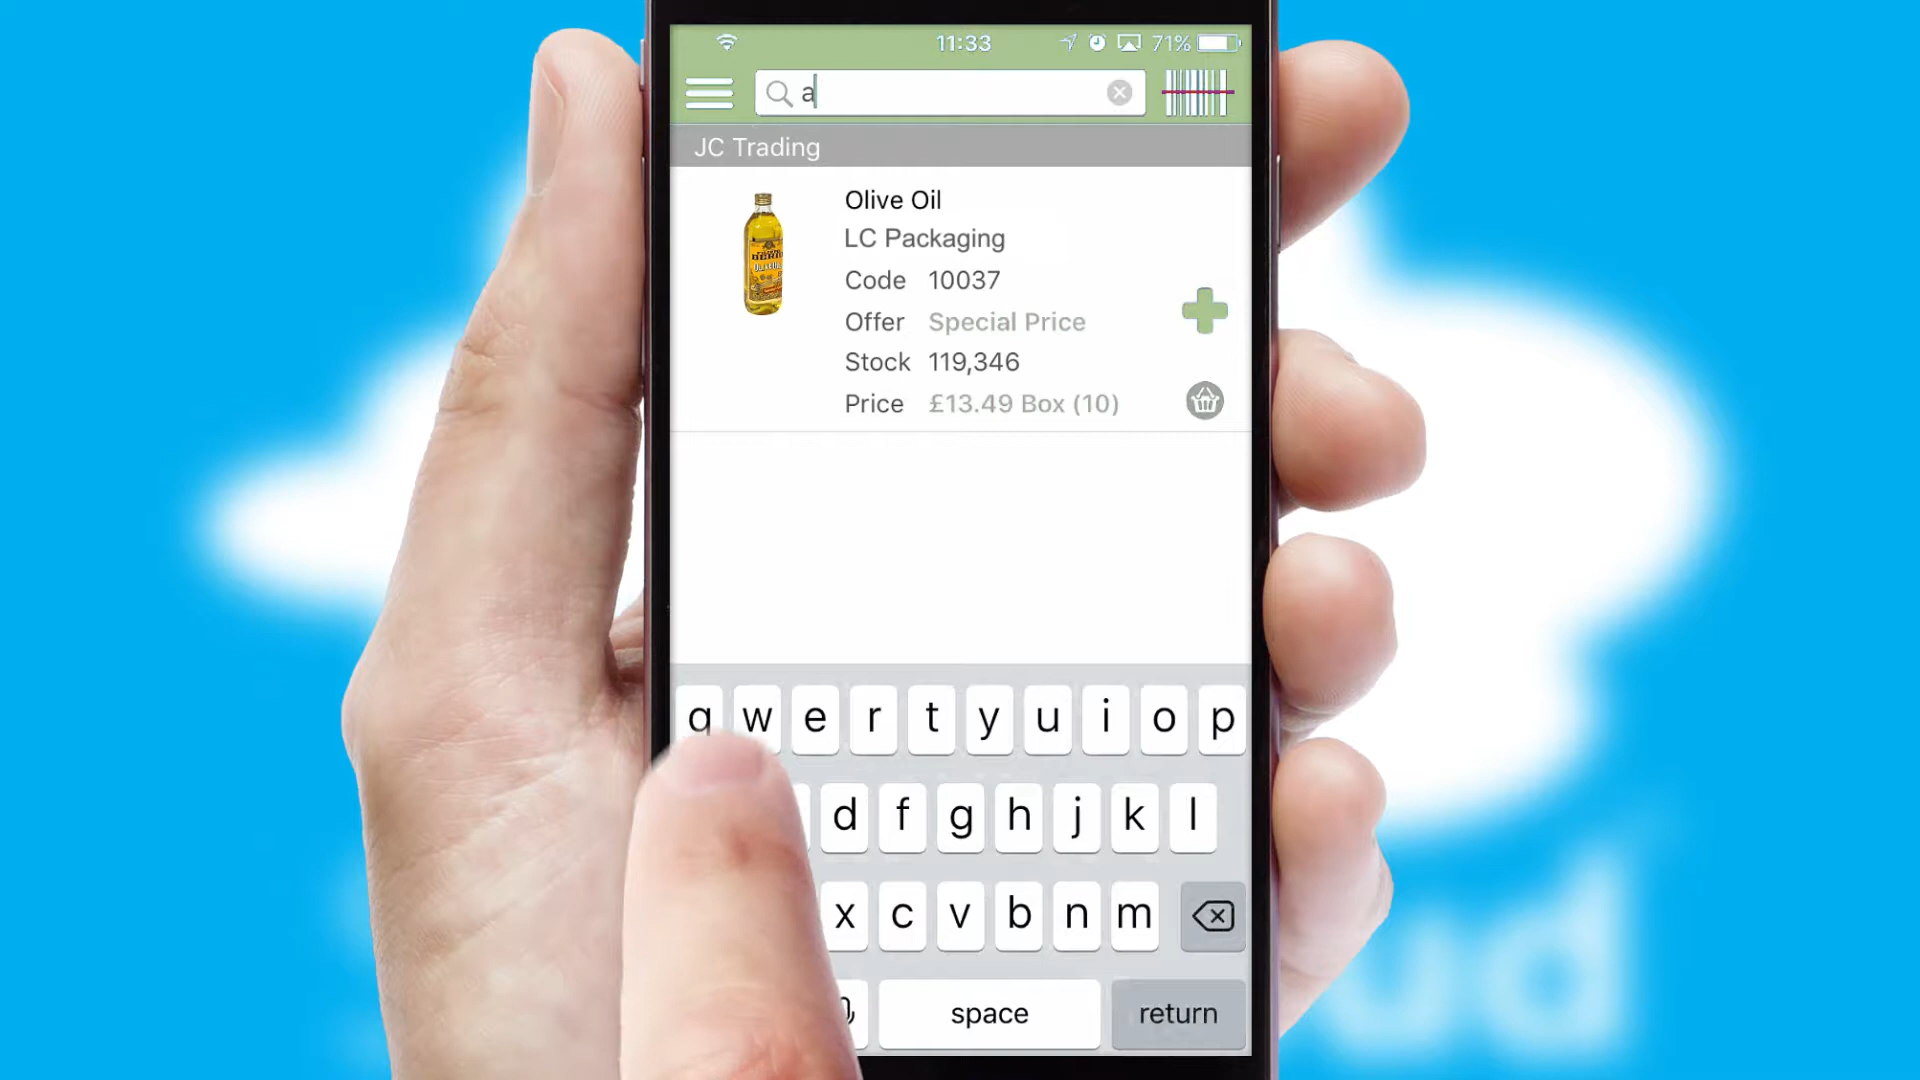 11:33
71%
a
JC Trading
Olive Oil
LC Packaging
Code 10037
Offer Special Price
Stock 119,346
Price £13.49 Box (10)
q w e r t y u i o p
d f g h j k l
x c v b n m
space return
ud